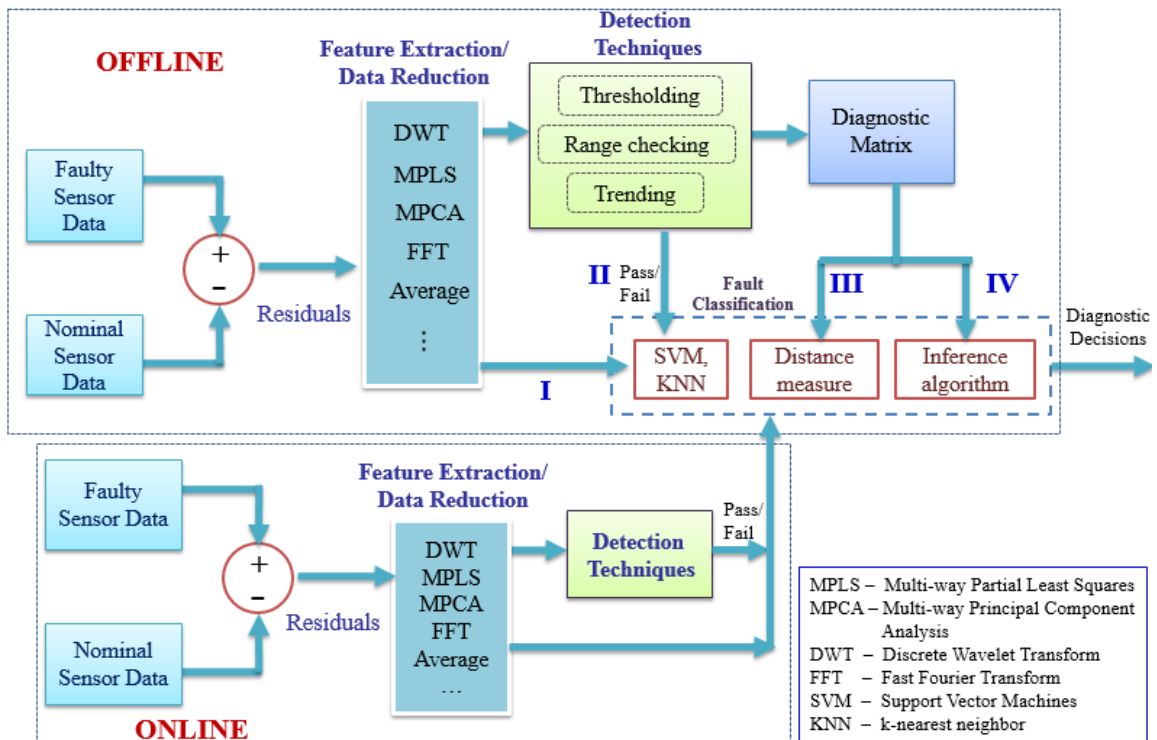 OFFLINE
Faulty
Sensor
Data
+
−
Nominal
Sensor
Data
Residuals
Feature Extraction/
Data Reduction
DWT
MPLS
MPCA
FFT
Average
⋮
Detection
Techniques
Thresholding
Range checking
Trending
Diagnostic
Matrix
I
II
Pass/
Fail
III
IV
Fault
Classification
SVM,
KNN
Distance
measure
Inference
algorithm
Diagnostic
Decisions
Faulty
Sensor Data
+
−
Nominal
Sensor Data
Residuals
Feature Extraction/
Data Reduction
DWT
MPLS
MPCA
FFT
Average
...
Detection
Techniques
Pass/
Fail
ONLINE
MPLS – Multi-way Partial Least Squares
MPCA – Multi-way Principal Component
Analysis
DWT – Discrete Wavelet Transform
FFT – Fast Fourier Transform
SVM – Support Vector Machines
KNN – k-nearest neighbor